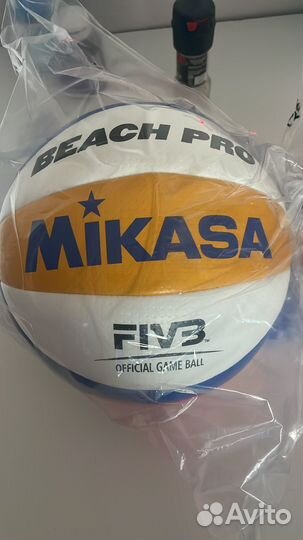 BEACH PRO
MIKASA
FIVB
OFFICIAL GAME BALL
Avito